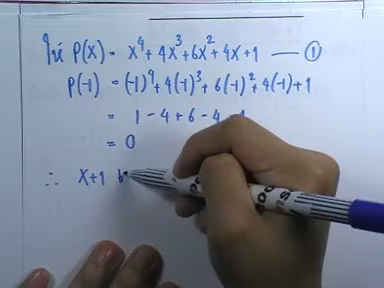 ให้ P(x) = x⁴ + 4x³ + 6x² + 4x + 1 — ①
P(-1) = (-1)⁴ + 4(-1)³ + 6(-1)² + 4(-1) + 1
= 1 - 4 + 6 - 4
= 0
∴ x+1